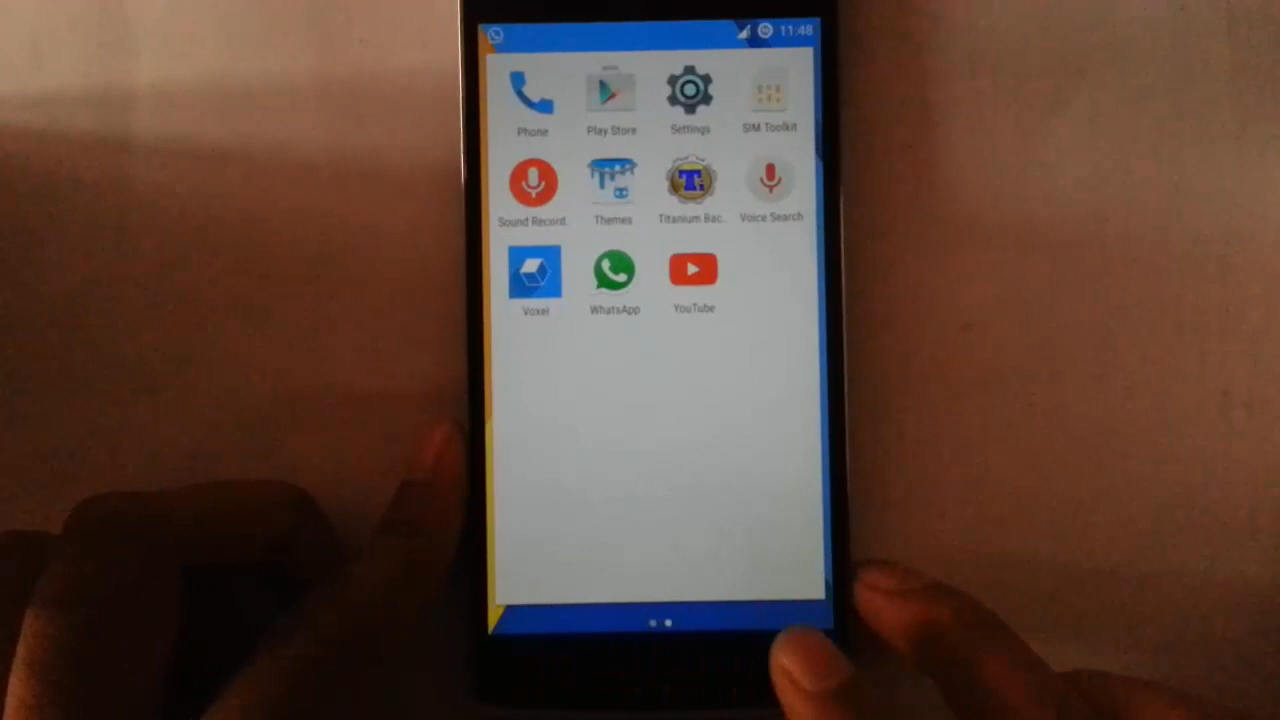 11:48
Phone Play Store Settings SIM Toolkit
Sound Record. Themes Titanium Bac.. Voice Search
Voxel WhatsApp YouTube